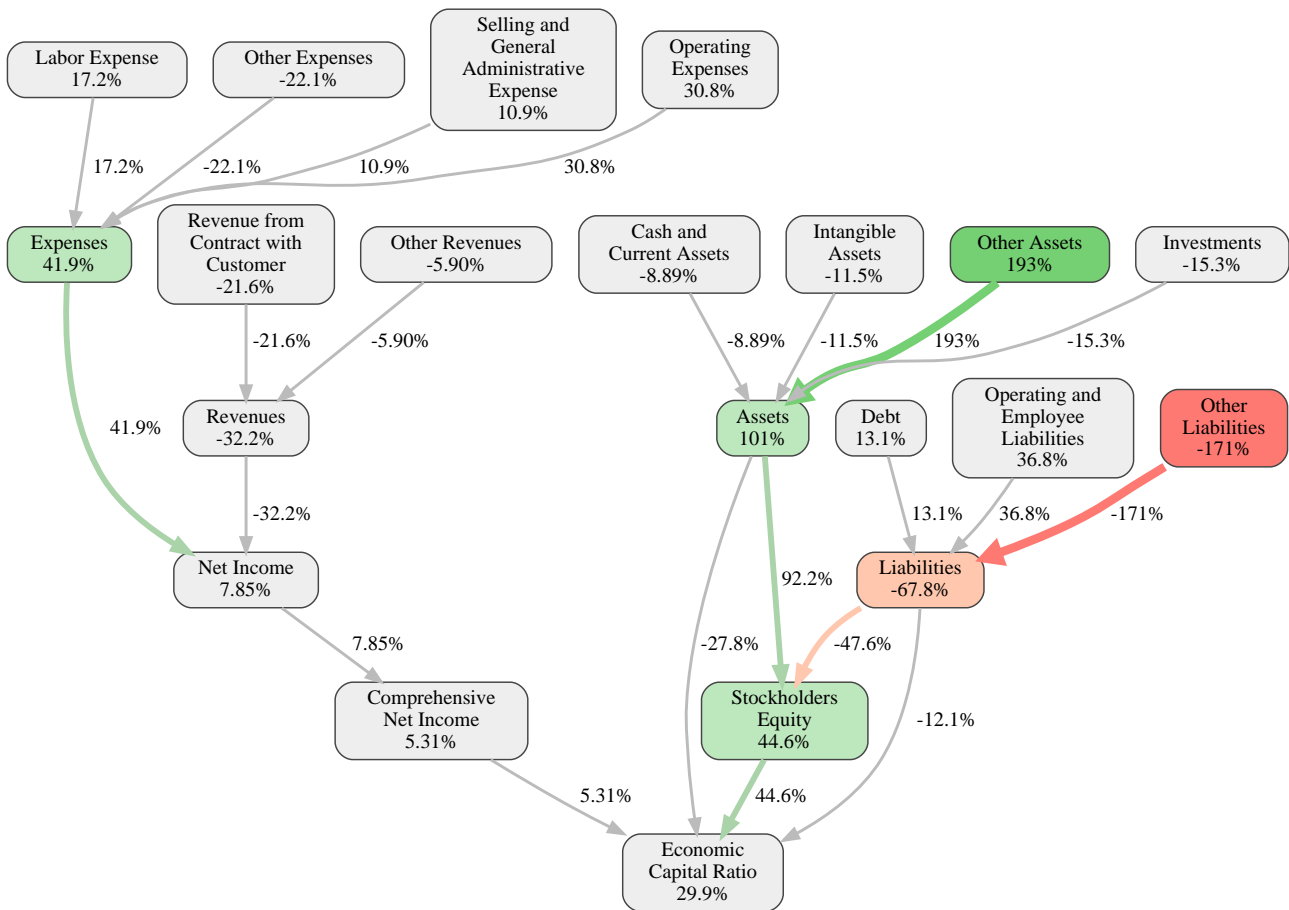 Labor Expense
17.2%
Other Expenses
-22.1%
Selling and
General
Administrative
Expense
10.9%
Operating
Expenses
30.8%
17.2%
-22.1%
10.9%
30.8%
Expenses
41.9%
Revenue from
Contract with
Customer
-21.6%
Other Revenues
-5.90%
Cash and
Current Assets
-8.89%
Intangible
Assets
-11.5%
Other Assets
193%
Investments
-15.3%
-21.6%
-5.90%
-8.89%
-11.5%
193%
-15.3%
41.9%
Revenues
-32.2%
Assets
101%
Debt
13.1%
Operating and
Employee
Liabilities
36.8%
Other
Liabilities
-171%
-32.2%
13.1%
36.8%
-171%
Net Income
7.85%
92.2%
Liabilities
-67.8%
7.85%
-27.8%
-47.6%
Comprehensive
Net Income
5.31%
Stockholders
Equity
44.6%
-12.1%
5.31%
44.6%
Economic
Capital Ratio
29.9%